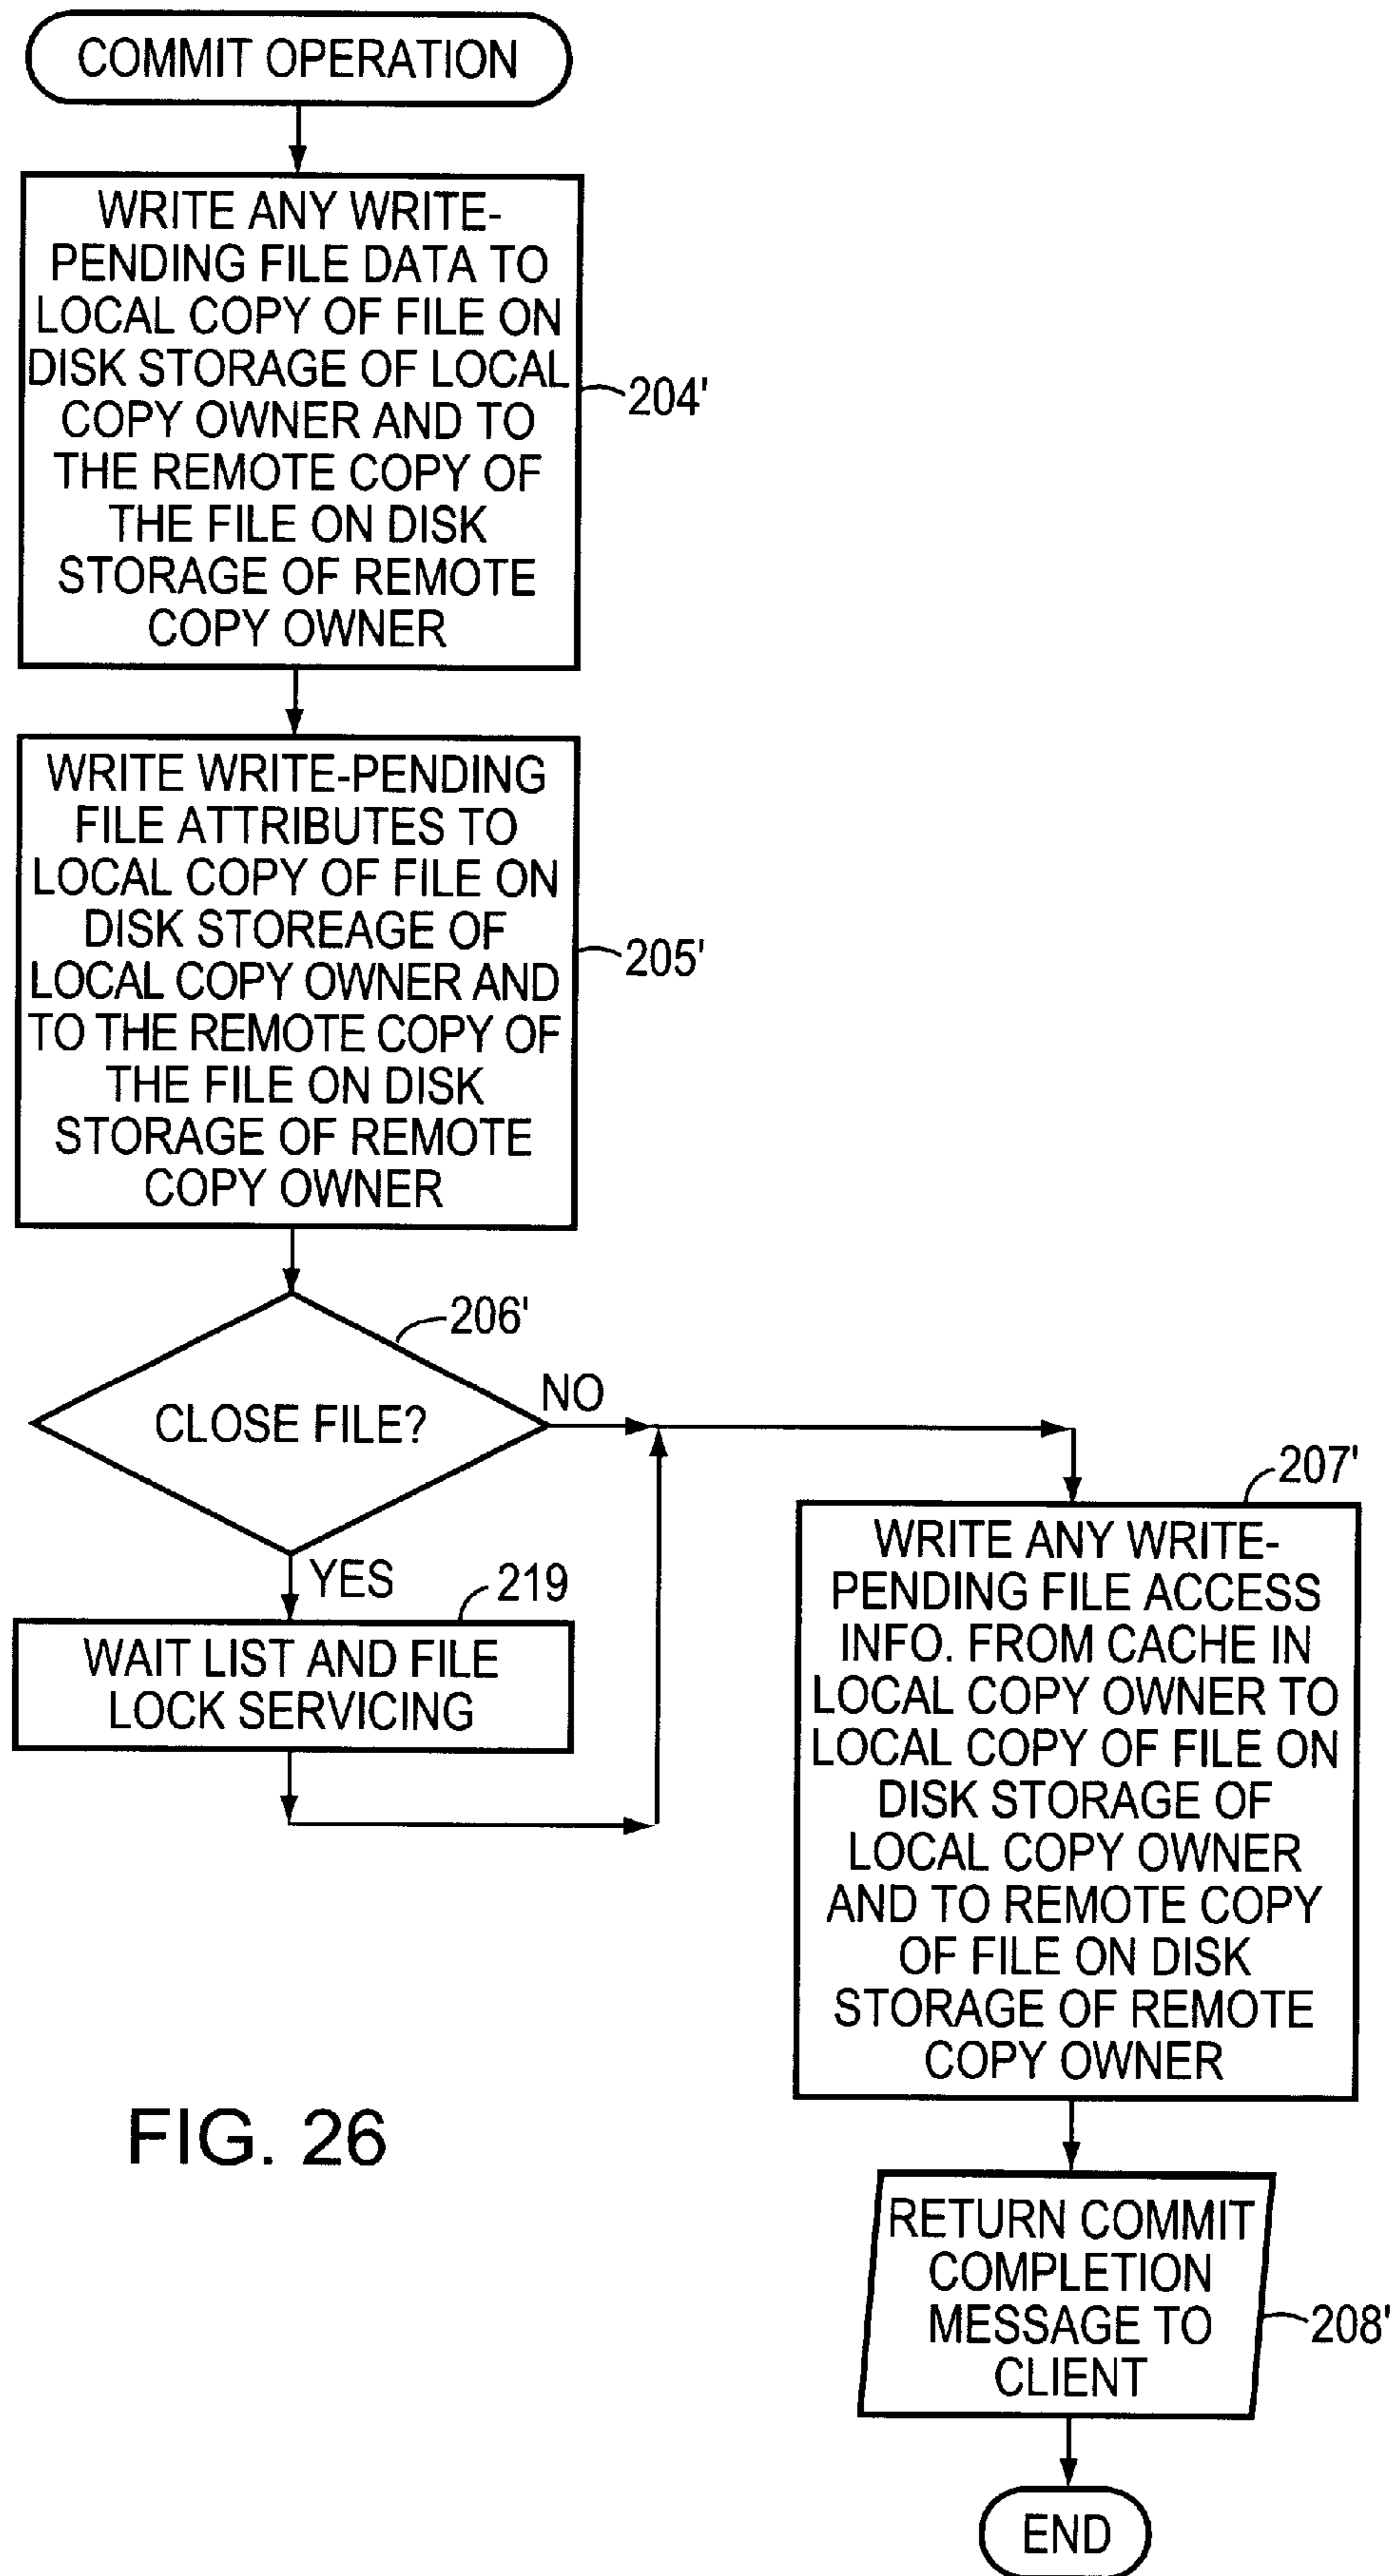 COMMIT OPERATION
WRITE ANY WRITE-
PENDING FILE DATA TO
LOCAL COPY OF FILE ON
DISK STORAGE OF LOCAL
COPY OWNER AND TO
THE REMOTE COPY OF
THE FILE ON DISK
STORAGE OF REMOTE
COPY OWNER
204'
WRITE WRITE-PENDING
FILE ATTRIBUTES TO
LOCAL COPY OF FILE ON
DISK STOREAGE OF
LOCAL COPY OWNER AND
TO THE REMOTE COPY OF
THE FILE ON DISK
STORAGE OF REMOTE
COPY OWNER
205'
206'
CLOSE FILE?
NO
YES
219
WAIT LIST AND FILE
LOCK SERVICING
207'
WRITE ANY WRITE-
PENDING FILE ACCESS
INFO. FROM CACHE IN
LOCAL COPY OWNER TO
LOCAL COPY OF FILE ON
DISK STORAGE OF
LOCAL COPY OWNER
AND TO REMOTE COPY
OF FILE ON DISK
STORAGE OF REMOTE
COPY OWNER
RETURN COMMIT
COMPLETION
MESSAGE TO
CLIENT
208'
END
FIG. 26